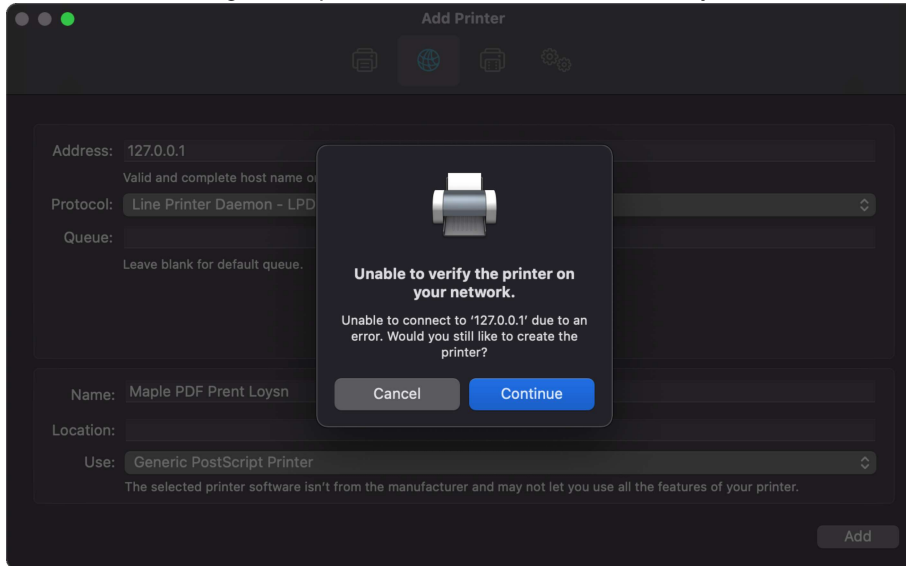 Add Printer
Address: 127.0.0.1
Valid and complete host name o
Protocol: Line Printer Daemon - LPD
Queue:
Leave blank for default queue.
Unable to verify the printer on
your network.
Unable to connect to ‘127.0.0.1’ due to an
error. Would you still like to create the
printer?
Cancel Continue
Name: Maple PDF Prent Loysn
Location:
Use: Generic PostScript Printer
The selected printer software isn't from the manufacturer and may not let you use all the features of your printer.
Add